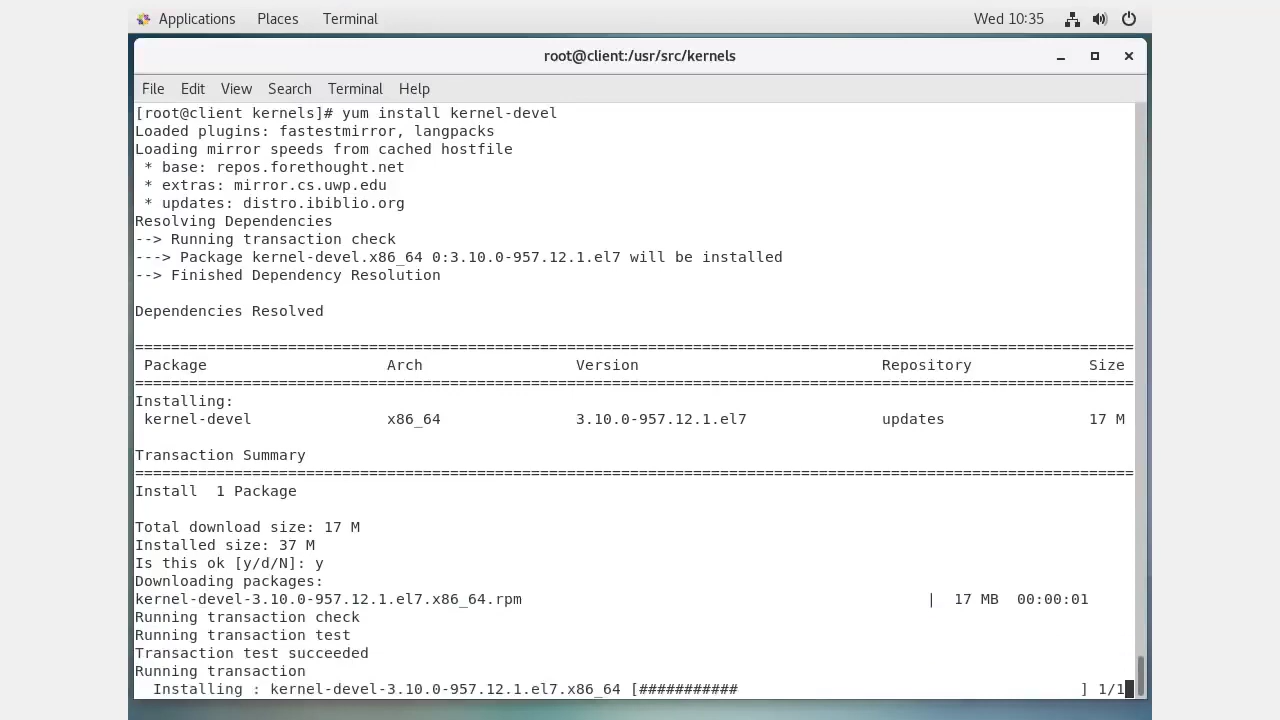 Applications Places Terminal Wed 10:35
root@client:/usr/src/kernels
File Edit View Search Terminal Help
[root@client kernels]# yum install kernel-devel
Loaded plugins: fastestmirror, langpacks
Loading mirror speeds from cached hostfile
 * base: repos.forethought.net
 * extras: mirror.cs.uwp.edu
 * updates: distro.ibiblio.org
Resolving Dependencies
--> Running transaction check
---> Package kernel-devel.x86_64 0:3.10.0-957.12.1.el7 will be installed
--> Finished Dependency Resolution
Dependencies Resolved
===============================================================================================================
 Package Arch Version Repository Size
===============================================================================================================
Installing:
 kernel-devel x86_64 3.10.0-957.12.1.el7 updates 17 M
Transaction Summary
===============================================================================================================
Install  1 Package
Total download size: 17 M
Installed size: 37 M
Is this ok [y/d/N]: y
Downloading packages:
kernel-devel-3.10.0-957.12.1.el7.x86_64.rpm | 17 MB 00:00:01
Running transaction check
Running transaction test
Transaction test succeeded
Running transaction
  Installing : kernel-devel-3.10.0-957.12.1.el7.x86_64 [########### ] 1/1